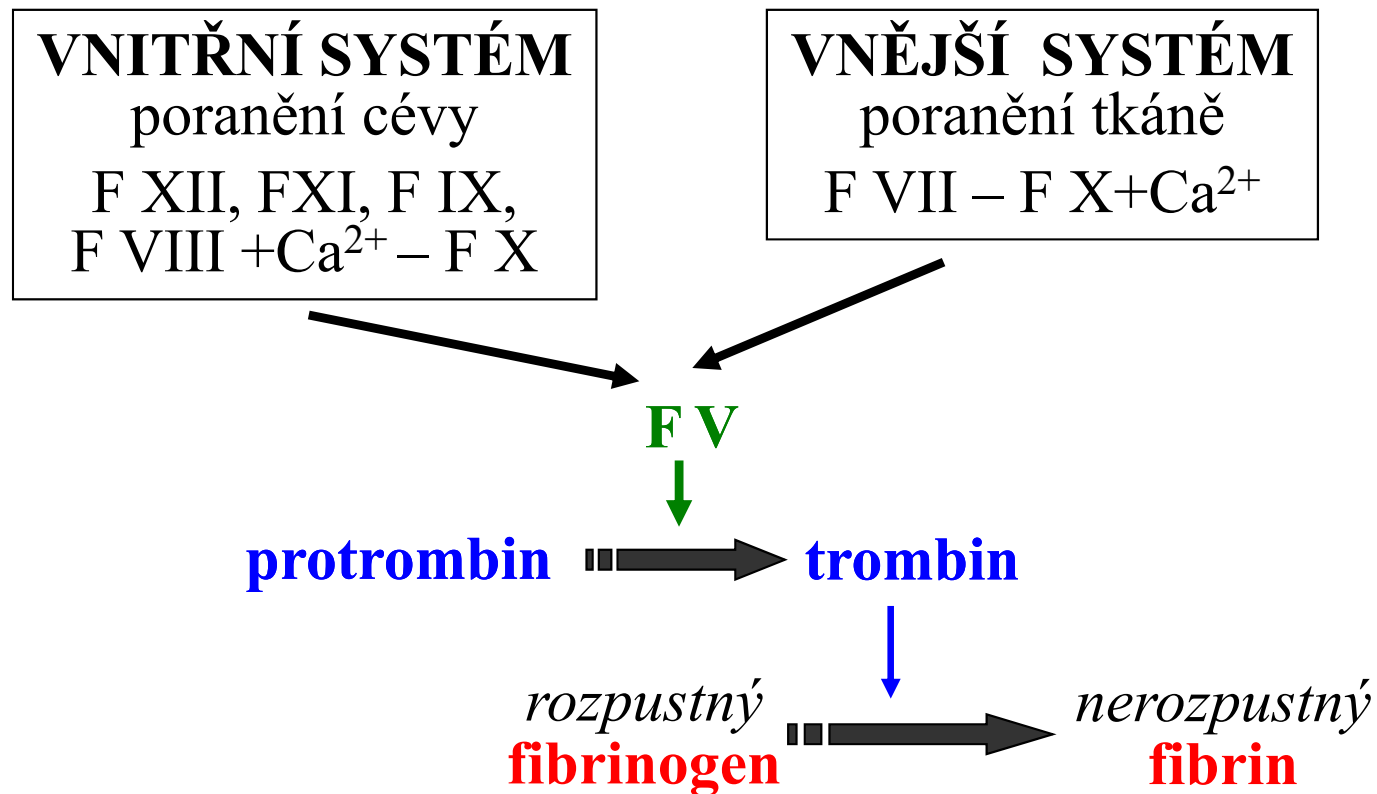 VNITŘNÍ SYSTÉM
poranění cévy
F XII, FXI, F IX,
F VIII +Ca²⁺ – F X
VNĚJŠÍ SYSTÉM
poranění tkáně
F VII – F X+Ca²⁺
F V
protrombin
trombin
rozpustný
fibrinogen
nerozpustný
fibrin